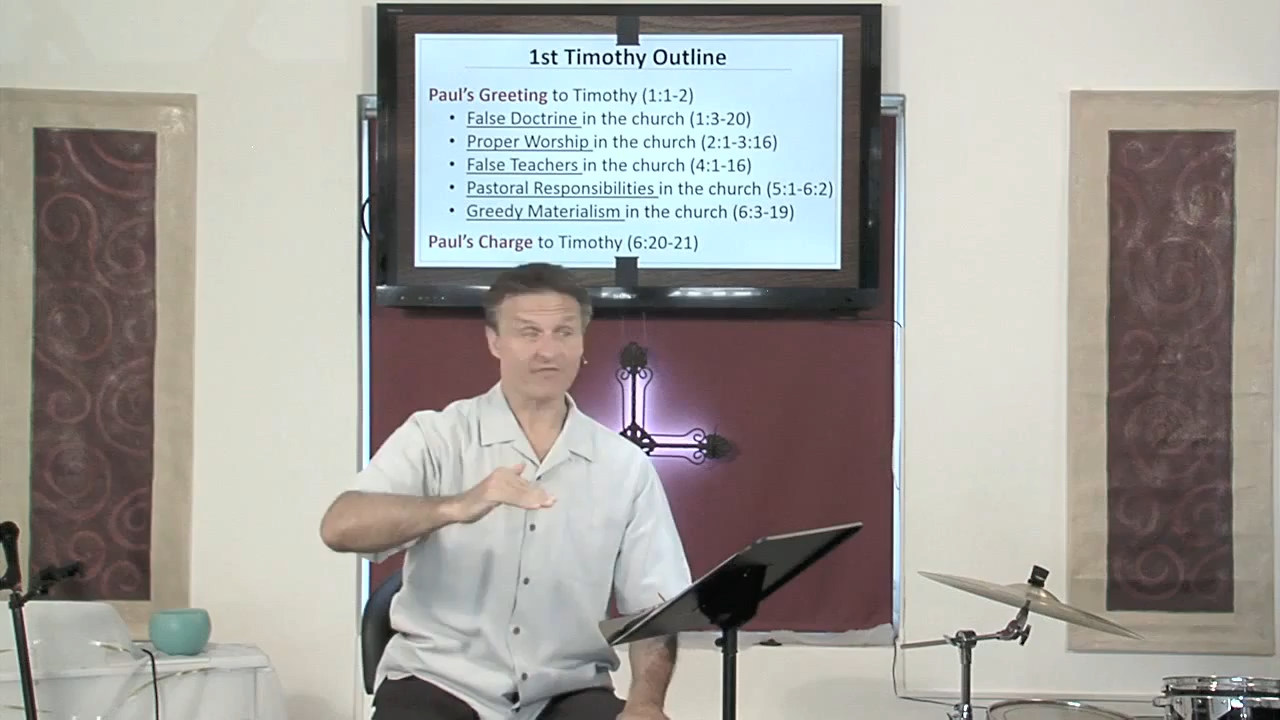 1st Timothy Outline
Paul's Greeting to Timothy (1:1-2)
• False Doctrine in the church (1:3-20)
• Proper Worship in the church (2:1-3:16)
• False Teachers in the church (4:1-16)
• Pastoral Responsibilities in the church (5:1-6:2)
• Greedy Materialism in the church (6:3-19)
Paul's Charge to Timothy (6:20-21)